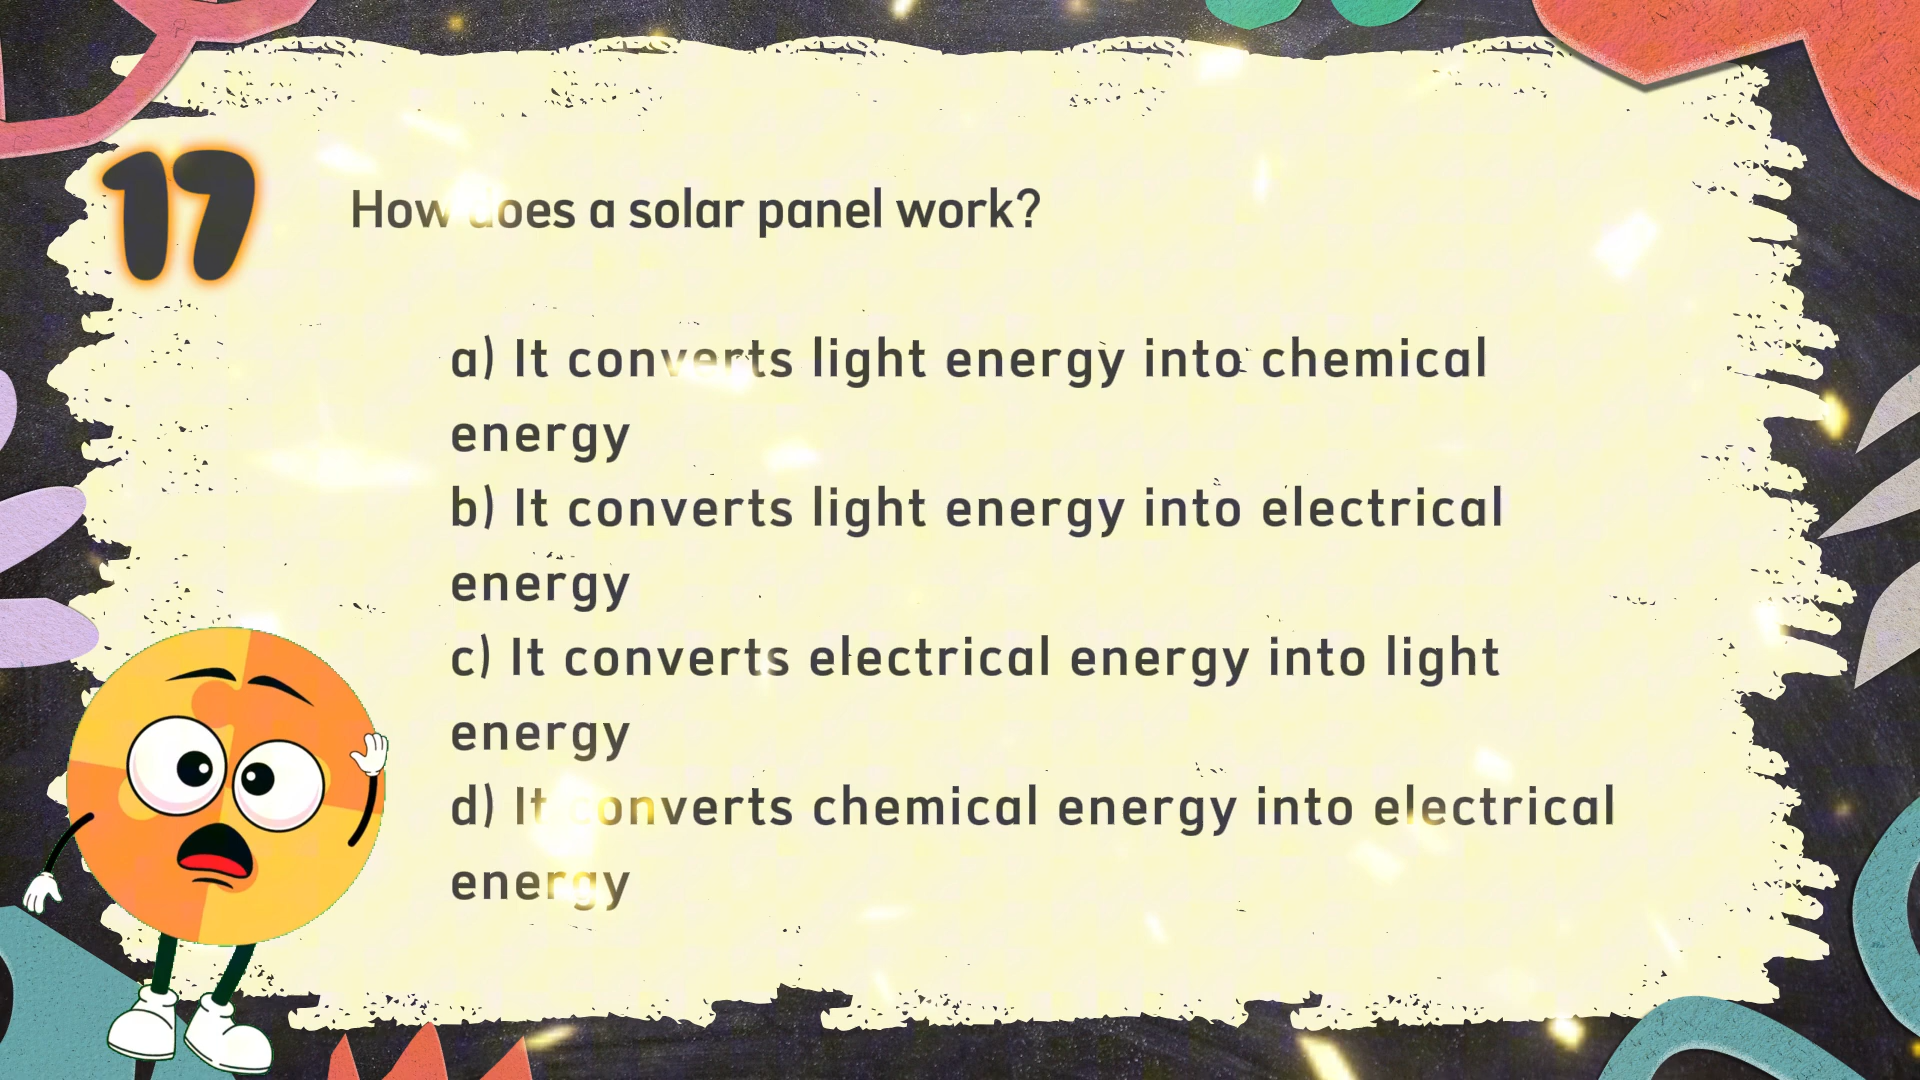 17
How does a solar panel work?
a) It converts light energy into chemical
energy
b) It converts light energy into electrical
energy
c) It converts electrical energy into light
energy
d) It converts chemical energy into electrical
energy